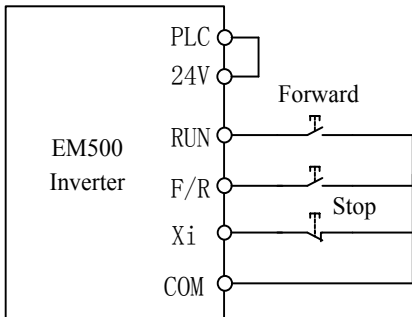 PLC
24V
Forward
RUN
EM500
Inverter
F/R
Stop
Xi
COM